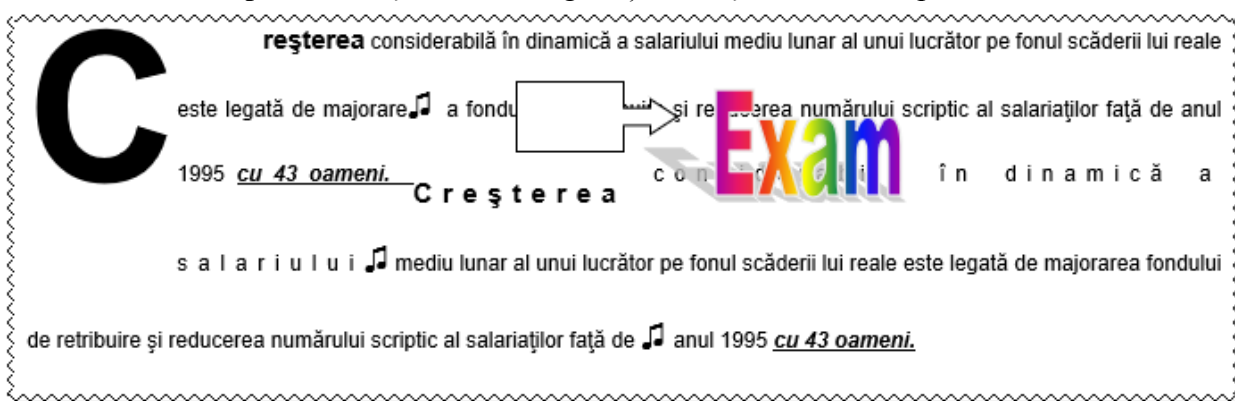 Creşterea considerabilă în dinamică a salariului mediu lunar al unui lucrător pe fonul scăderii lui reale
este legată de majorare♫ a şi reducerea numărului scriptic al salariaţilor faţă de anul
Exam
1995 cu 43 oameni. Creşterea în dinamică a
salariului ♫ mediu lunar al unui lucrător pe fonul scăderii lui reale este legată de majorarea fondului
de retribuire şi reducerea numărului scriptic al salariaţilor faţă de ♫ anul 1995 cu 43 oameni.